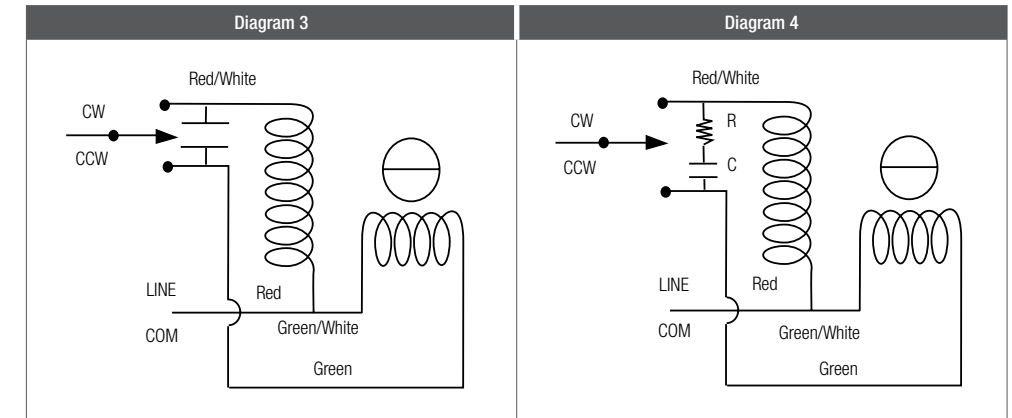 Diagram 3
Red/White
CW
CCW
LINE
Red
COM
Green/White
Green
Diagram 4
Red/White
CW
R
CCW
C
LINE
Red
COM
Green/White
Green